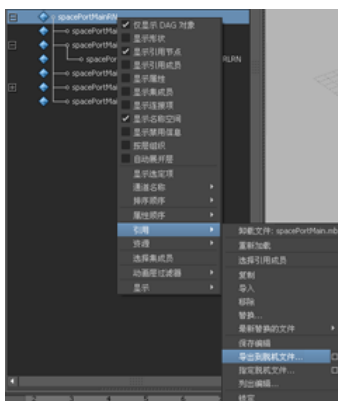 spacePortMainRN
spacePortMai
spacePortMai
spacePortMai
RLRN
spacePortMai
spacePortMai
仅显示 DAG 对象
显示形状
显示引用节点
显示引用成员
显示属性
显示集成员
显示连接项
显示名称空间
显示禁用信息
按层组织
自动展开层
显示选定项
通道名称
排序顺序
属性顺序
引用
资源
选择集成员
动画层过滤器
显示
卸载文件: spacePortMain.mb
重新加载
选择引用成员
复制
导入
移除
替换...
最新替换的文件
保存编辑
导出到脱机文件...
指定脱机文件...
列出编辑...
锁定
2
3
4
5
6